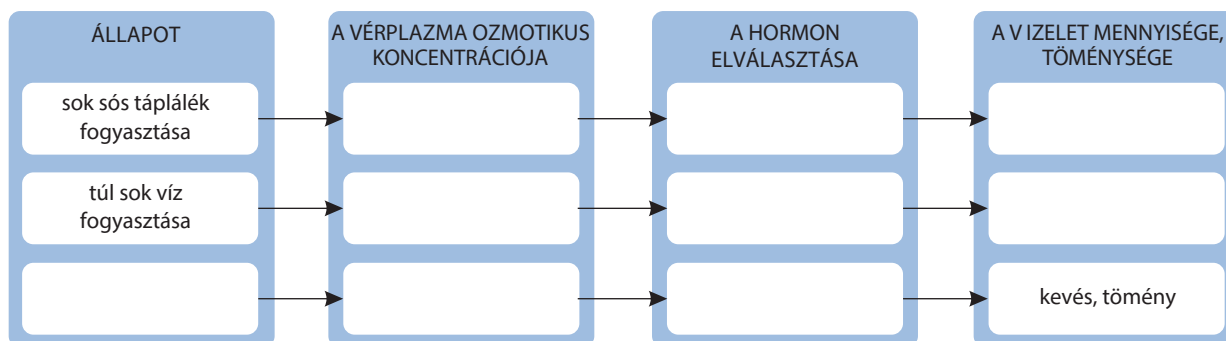 ÁLLAPOT
A VÉRPLAZMA OZMOTIKUS
KONCENTRÁCIÓJA
A HORMON
ELVÁLASZTÁSA
A V IZELET MENNYISÉGE,
TÖMÉNYSÉGE
sok sós táplálék
fogyasztása
túl sok víz
fogyasztása
kevés, tömény